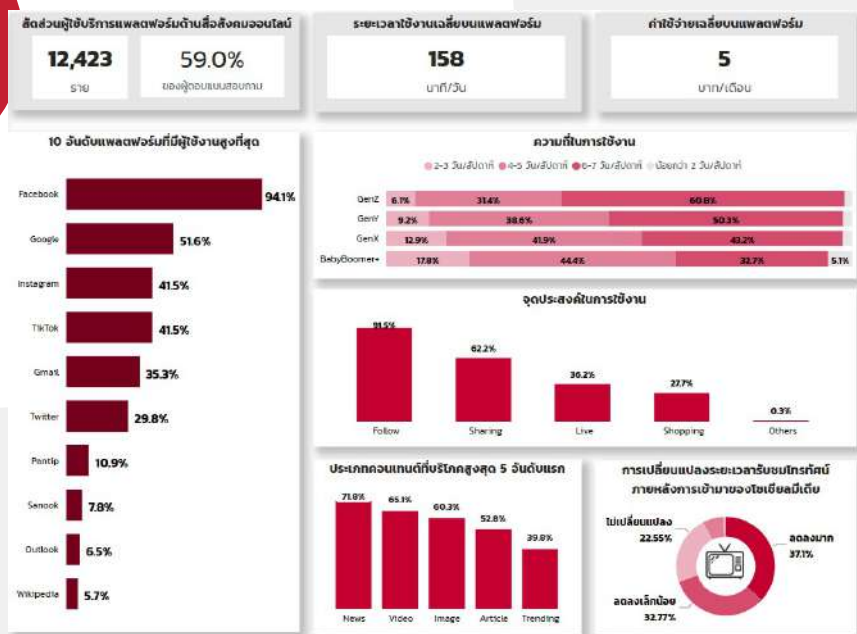 สัดส่วนผู้ใช้บริการแพลตฟอร์มด้านสื่อสังคมออนไลน์
12,423
ราย
59.0%
ของผู้ตอบแบบสอบถาม
ระยะเวลาใช้งานเฉลี่ยบนแพลตฟอร์ม
158
นาที/วัน
ค่าใช้จ่ายเฉลี่ยบนแพลตฟอร์ม
5
บาท/เดือน
10 อันดับแพลตฟอร์มที่มีผู้ใช้งานสูงที่สุด
Facebook 94.1%
Google 51.6%
Instagram 41.5%
TikTok 41.5%
Gmail 35.3%
Twitter 29.8%
Pantip 10.9%
Sanook 7.8%
Outlook 6.5%
Wikipedia 5.7%
ความถี่ในการใช้งาน
2-3 วัน/สัปดาห์ 4-5 วัน/สัปดาห์ 6-7 วัน/สัปดาห์ น้อยกว่า 2 วัน/สัปดาห์
GenZ 6.1% 31.4% 60.8%
GenY 9.2% 38.6% 50.3%
GenX 12.9% 41.9% 43.2%
BabyBoomer+ 17.8% 44.4% 32.7% 5.1%
จุดประสงค์ในการใช้งาน
91.5% 62.2% 36.2% 27.7% 0.3%
Follow Sharing Live Shopping Others
ประเภทคอนเทนต์ที่บริโภคสูงสุด 5 อันดับแรก
71.8% 65.1% 60.3% 52.8% 39.8%
News Video Image Article Trending
การเปลี่ยนแปลงระยะเวลารับชมโทรทัศน์
ภายหลังการเข้ามาของโซเชียลมีเดีย
ไม่เปลี่ยนแปลง
22.55%
ลดลงมาก
37.1%
ลดลงเล็กน้อย
32.77%